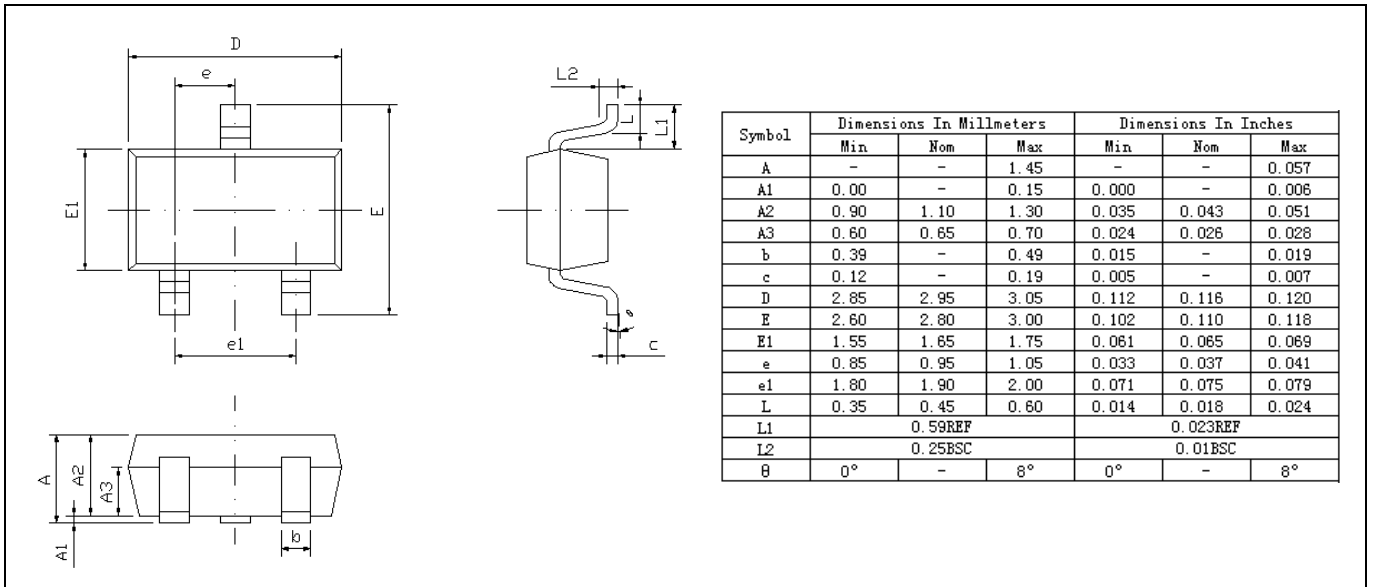 D
e
E1
E
e1
L2
L
L1
θ
c
A
A2
A3
A1
b
Symbol Dimensions In Millmeters Dimensions In Inches
Min Nom Max Min Nom Max
A - - 1.45 - - 0.057
A1 0.00 - 0.15 0.000 - 0.006
A2 0.90 1.10 1.30 0.035 0.043 0.051
A3 0.60 0.65 0.70 0.024 0.026 0.028
b 0.39 - 0.49 0.015 - 0.019
c 0.12 - 0.19 0.005 - 0.007
D 2.85 2.95 3.05 0.112 0.116 0.120
E 2.60 2.80 3.00 0.102 0.110 0.118
E1 1.55 1.65 1.75 0.061 0.065 0.069
e 0.85 0.95 1.05 0.033 0.037 0.041
e1 1.80 1.90 2.00 0.071 0.075 0.079
L 0.35 0.45 0.60 0.014 0.018 0.024
L1 0.59REF 0.023REF
L2 0.25BSC 0.01BSC
θ 0° - 8° 0° - 8°